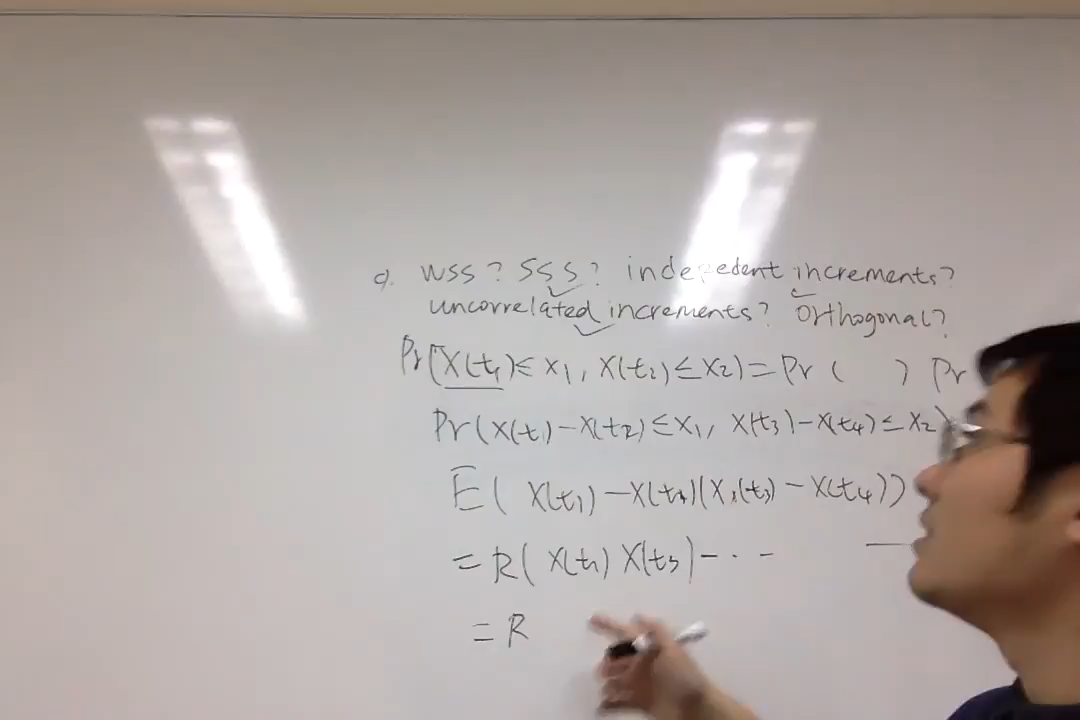 a. WSS? SSS? indepedent increments?
uncorrelated increments? Orthogonal?
Pr(X(t₁)≤x₁, X(t₂)≤x₂)=Pr( ) Pr
Pr(X(t₁)-X(t₂)≤x₁, X(t₃)-X(t₄)≤x₂)
E( X(t₁)-X(t₂)(X(t₃)-X(t₄))
=R( X(t₁) X(t₃)---
=R